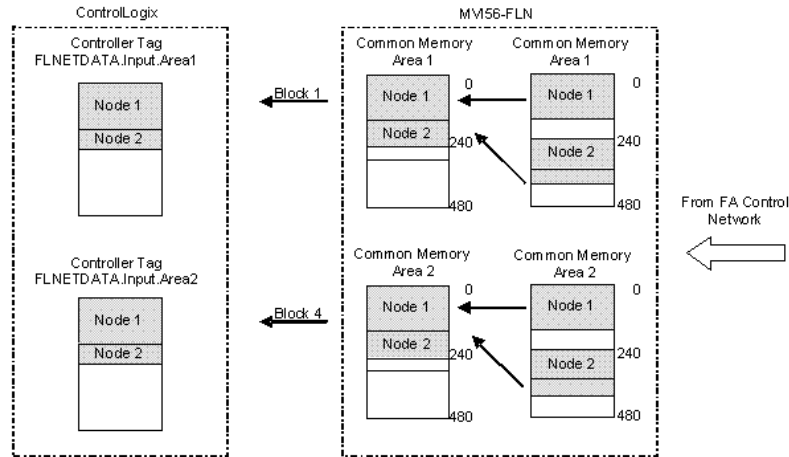 ControlLogix
MVI56-FLN
Controller Tag
FLNETDATA.Input.Area1
Node 1
Node 2
Block 1
Common Memory
Area 1
0
Node 1
Node 2
240
480
Common Memory
Area 1
0
Node 1
240
Node 2
480
From FA Control
Network
Controller Tag
FLNETDATA.Input.Area2
Node 1
Node 2
Block 4
Common Memory
Area 2
0
Node 1
Node 2
240
480
Common Memory
Area 2
0
Node 1
240
Node 2
480